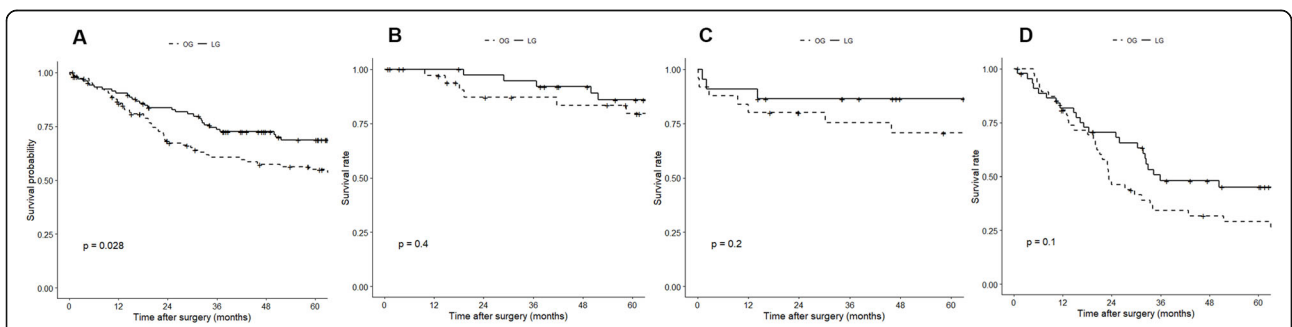 A
OG LG
Survival probability
1.00
0.75
0.50
0.25
0.00
p = 0.028
0 12 24 36 48 60
Time after surgery (months)
B
OG LG
Survival rate
1.00
0.75
0.50
0.25
0.00
p = 0.4
0 12 24 36 48 60
Time after surgery (months)
C
OG LG
Survival rate
1.00
0.75
0.50
0.25
0.00
p = 0.2
0 12 24 36 48 60
Time after surgery (months)
D
OG LG
Survival rate
1.00
0.75
0.50
0.25
0.00
p = 0.1
0 12 24 36 48 60
Time after surgery (months)